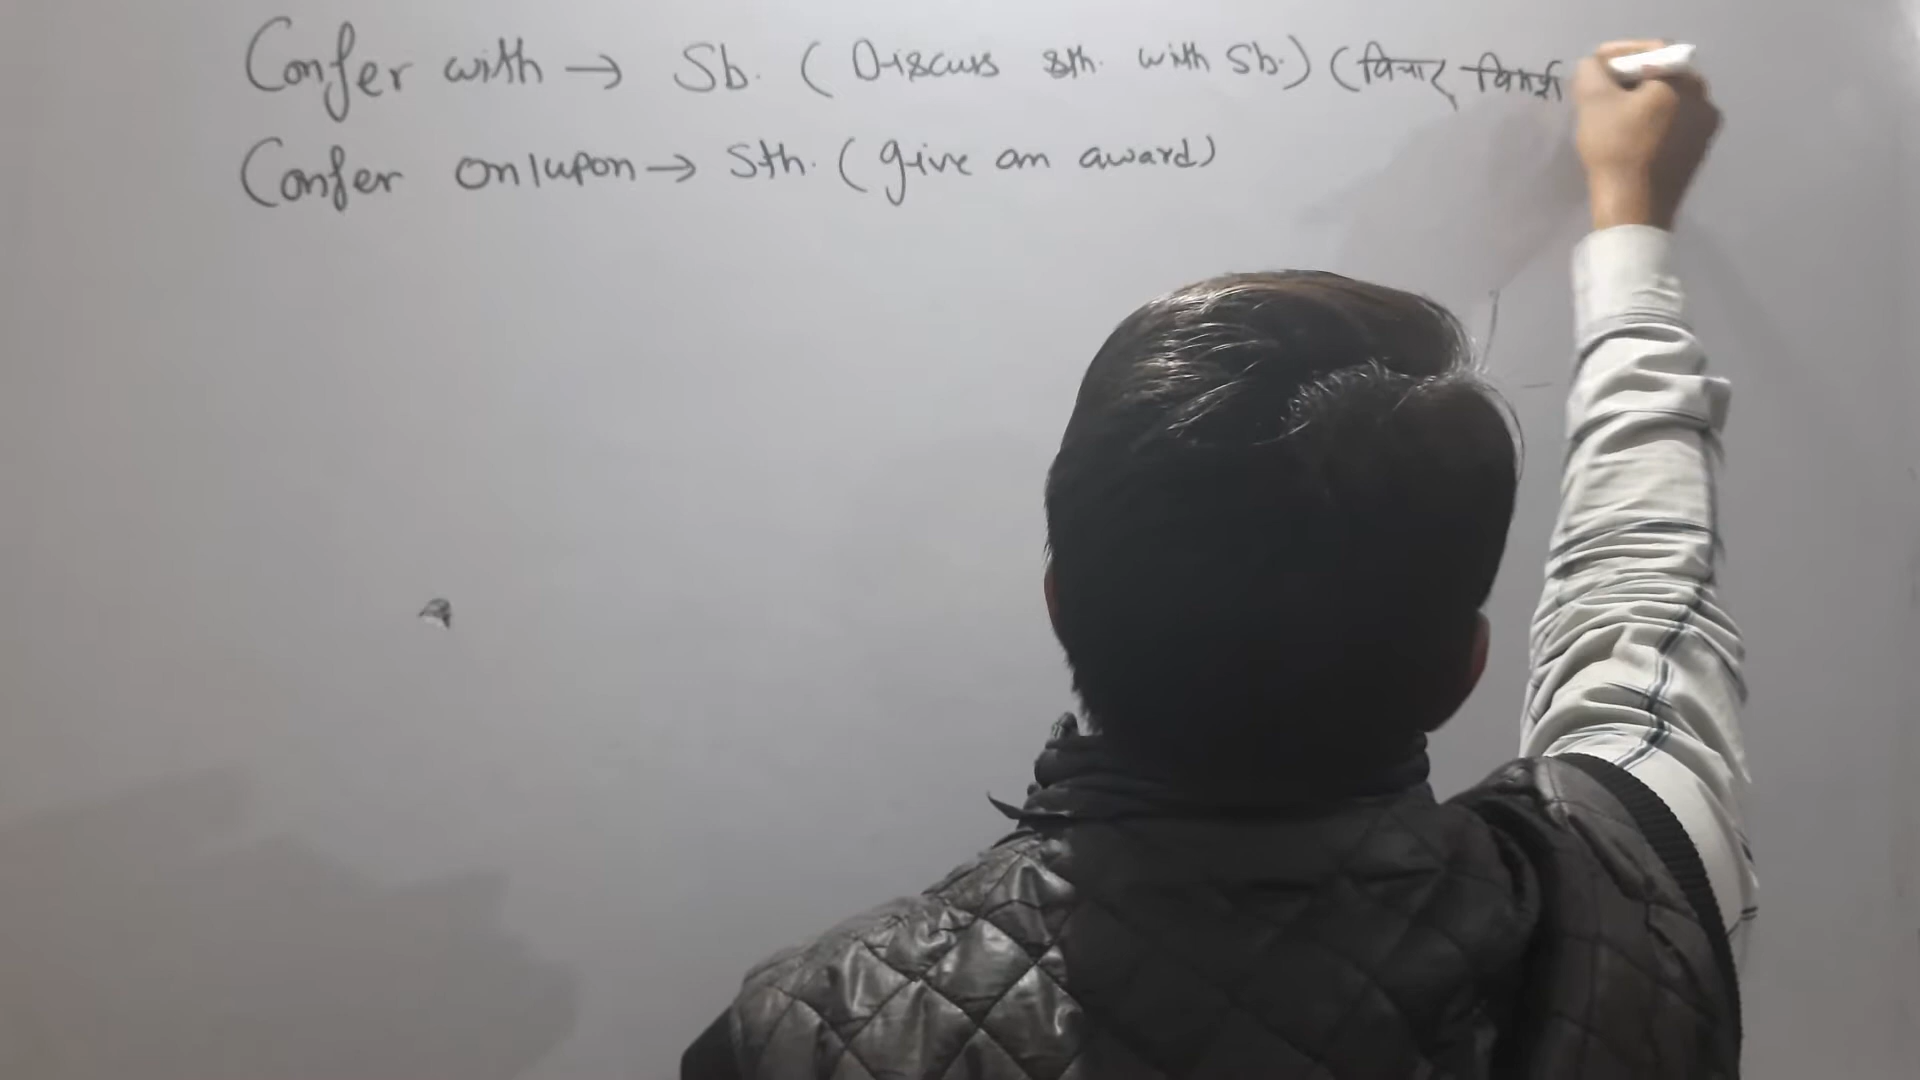 Confer with → Sb. (Discuss sth. with Sb.) (विचार विमर्श
Confer on/upon → Sth. (give an award)